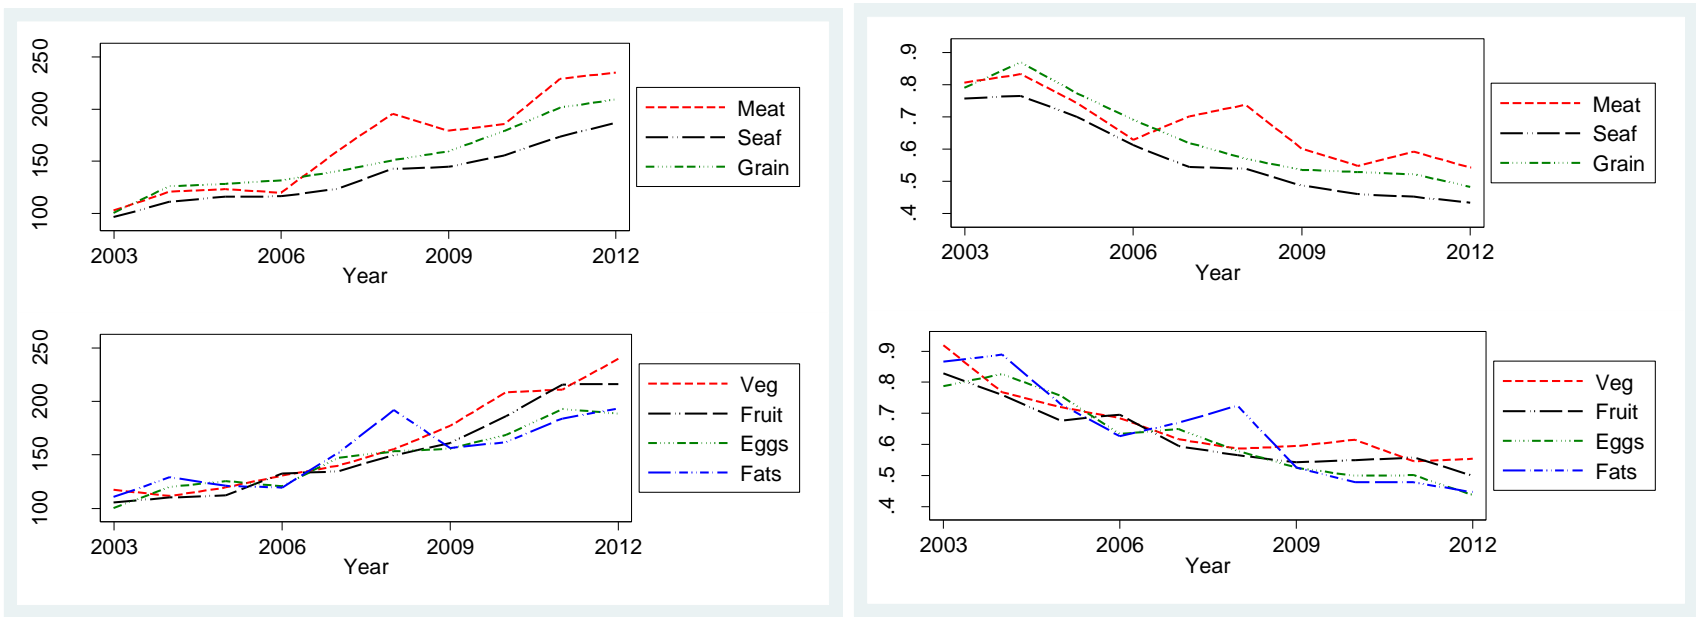 250
200
150
100
2003 2006 2009 2012
Year
Meat
Seaf
Grain
.9
.8
.7
.6
.5
.4
2003 2006 2009 2012
Year
Meat
Seaf
Grain
250
200
150
100
2003 2006 2009 2012
Year
Veg
Fruit
Eggs
Fats
.9
.8
.7
.6
.5
.4
2003 2006 2009 2012
Year
Veg
Fruit
Eggs
Fats